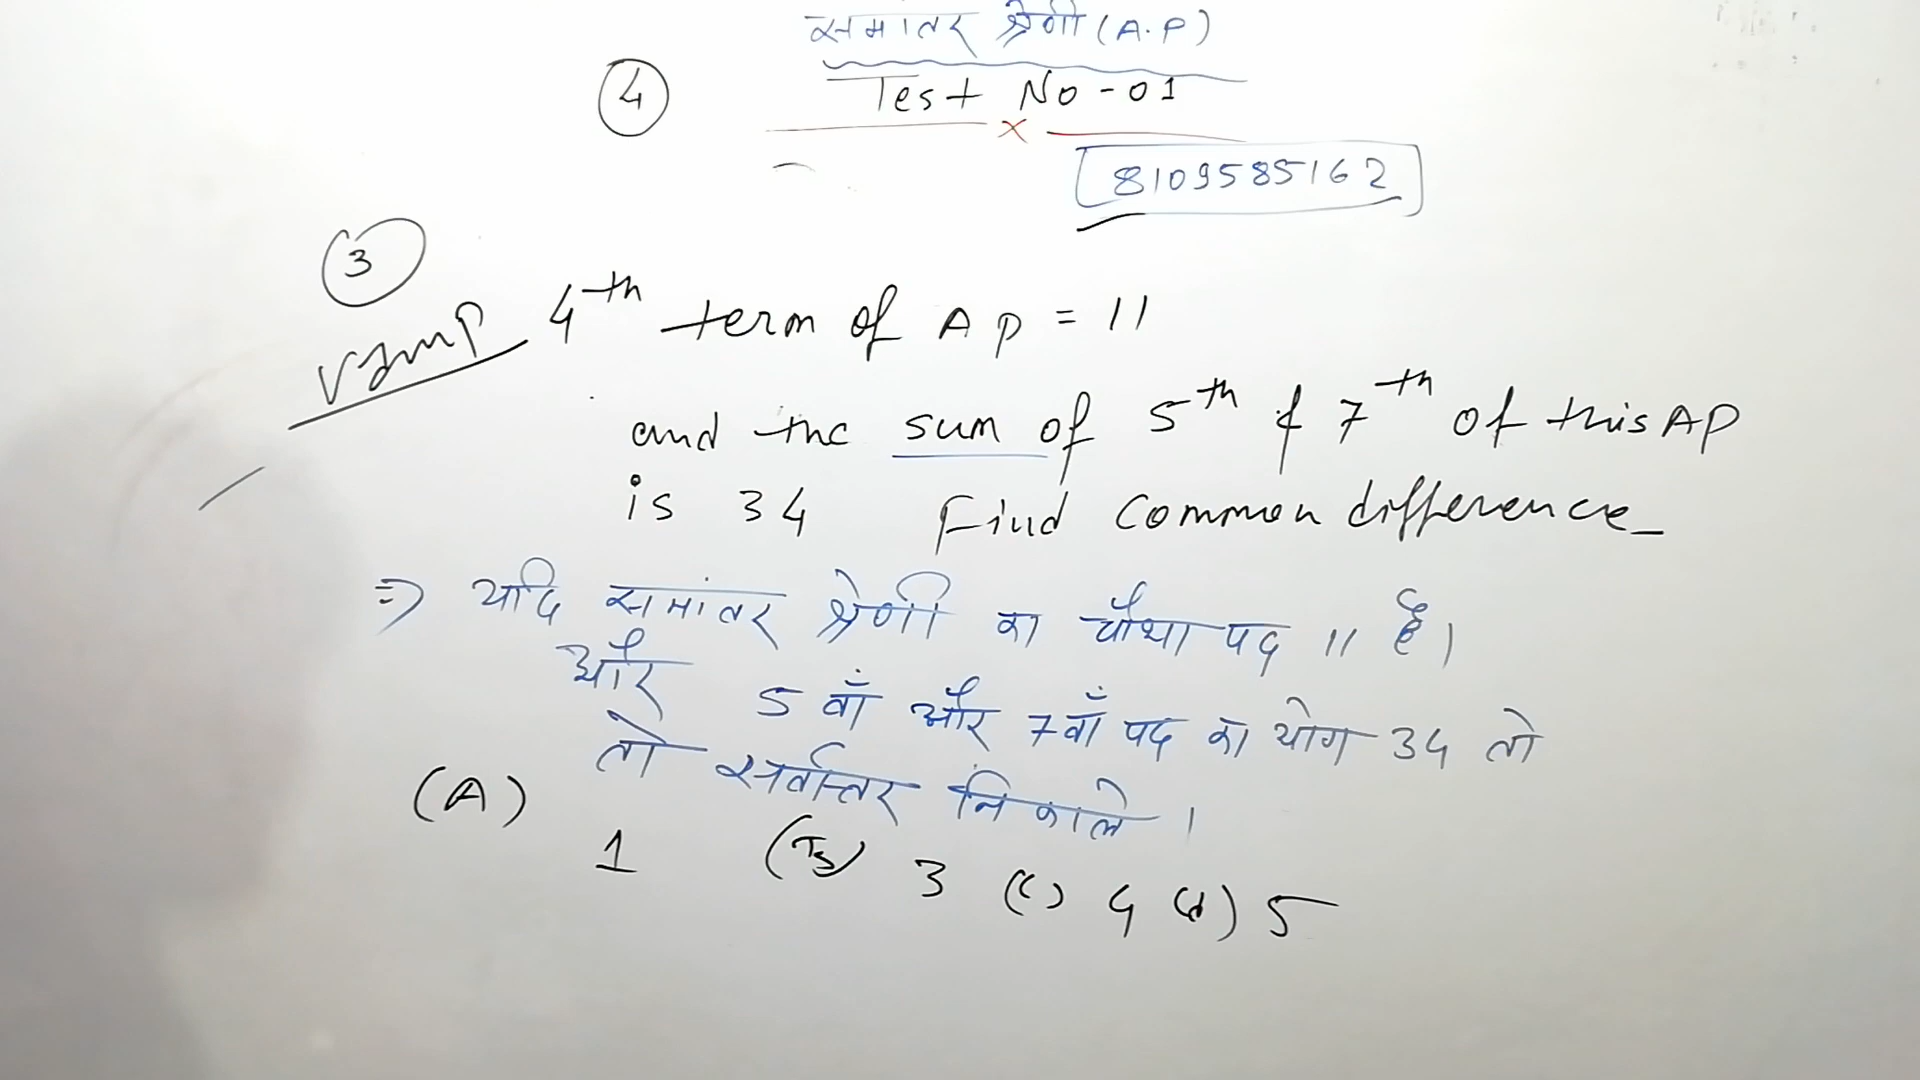 समांतर श्रेणी (A.P)
4
Test No-01
x
8109585162
3
VImp 4th term of AP = 11
and the sum of 5th & 7th of this AP
is 34 Find Common difference
⇒ यदि समांतर श्रेणी का चौथा पद 11 है।
और 5 वाँ और 7वाँ पद का योग 34 तो
तो सर्वान्तर निकाले।
(A) 1 (B) 3 (C) 4 (d) 5